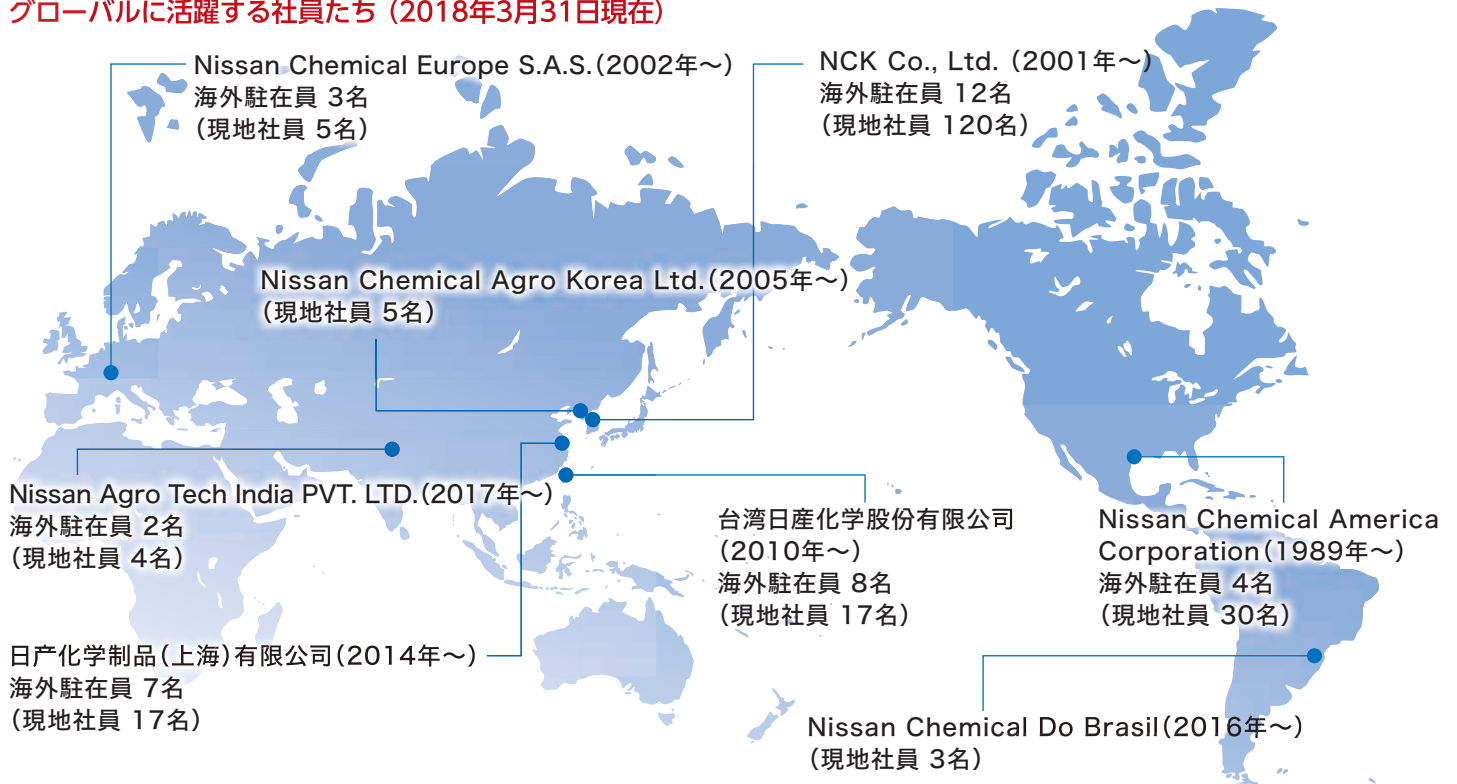 グローバルに活躍する社員たち（2018年3月31日現在）
Nissan Chemical Europe S.A.S.（2002年～）
海外駐在員 3名
（現地社員 5名）
NCK Co., Ltd.（2001年～）
海外駐在員 12名
（現地社員 120名）
Nissan Chemical Agro Korea Ltd.（2005年～）
（現地社員 5名）
Nissan Agro Tech India PVT. LTD.（2017年～）
海外駐在員 2名
（現地社員 4名）
台湾日産化学股份有限公司
（2010年～）
海外駐在員 8名
（現地社員 17名）
Nissan Chemical America
Corporation（1989年～）
海外駐在員 4名
（現地社員 30名）
日产化学制品（上海）有限公司（2014年～）
海外駐在員 7名
（現地社員 17名）
Nissan Chemical Do Brasil（2016年～）
（現地社員 3名）